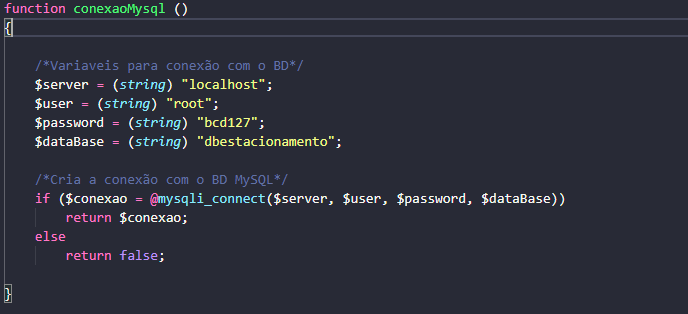 function conexaoMysql ()
{
/*Variaveis para conexão com o BD*/
$server = (string) "localhost";
$user = (string) "root";
$password = (string) "bcd127";
$dataBase = (string) "dbestacionamento";
/*Cria a conexão com o BD MySQL*/
if ($conexao = @mysqli_connect($server, $user, $password, $dataBase))
return $conexao;
else
return false;
}